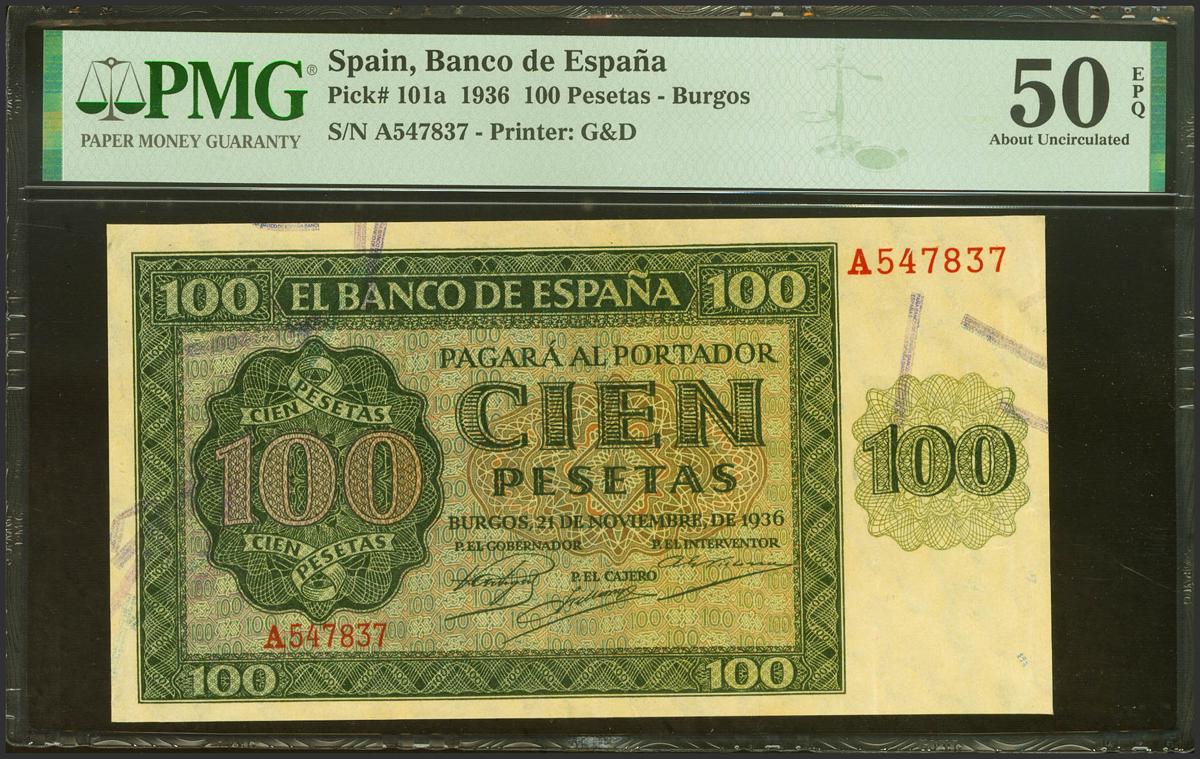 PMG®
PAPER MONEY GUARANTY
Spain, Banco de España
Pick# 101a 1936 100 Pesetas - Burgos
S/N A547837 - Printer: G&D
50
EPQ
About Uncirculated
A547837
100 EL BANCO DE ESPAÑA 100
PAGARÁ AL PORTADOR
CIEN
PESETAS
CIEN PESETAS
100
CIEN PESETAS
100
BURGOS, 21 DE NOVIEMBRE DE 1936
P. EL GOBERNADOR
P. EL INTERVENTOR
P. EL CAJERO
A547837
100
100